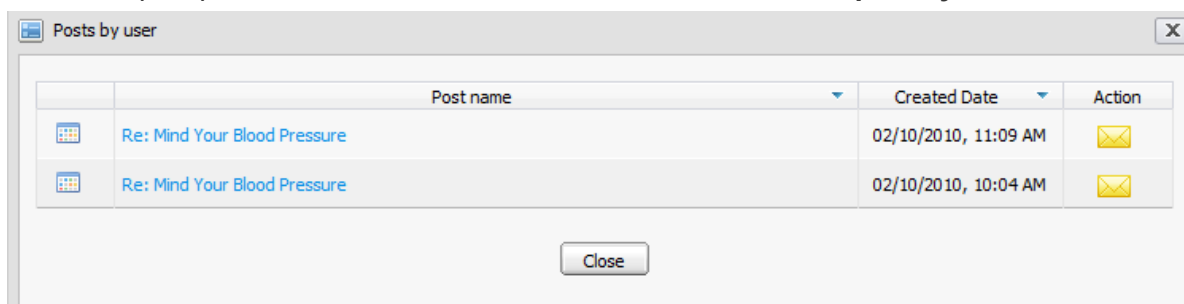 Posts by user
X
Post name Created Date Action
Re: Mind Your Blood Pressure 02/10/2010, 11:09 AM
Re: Mind Your Blood Pressure 02/10/2010, 10:04 AM
Close